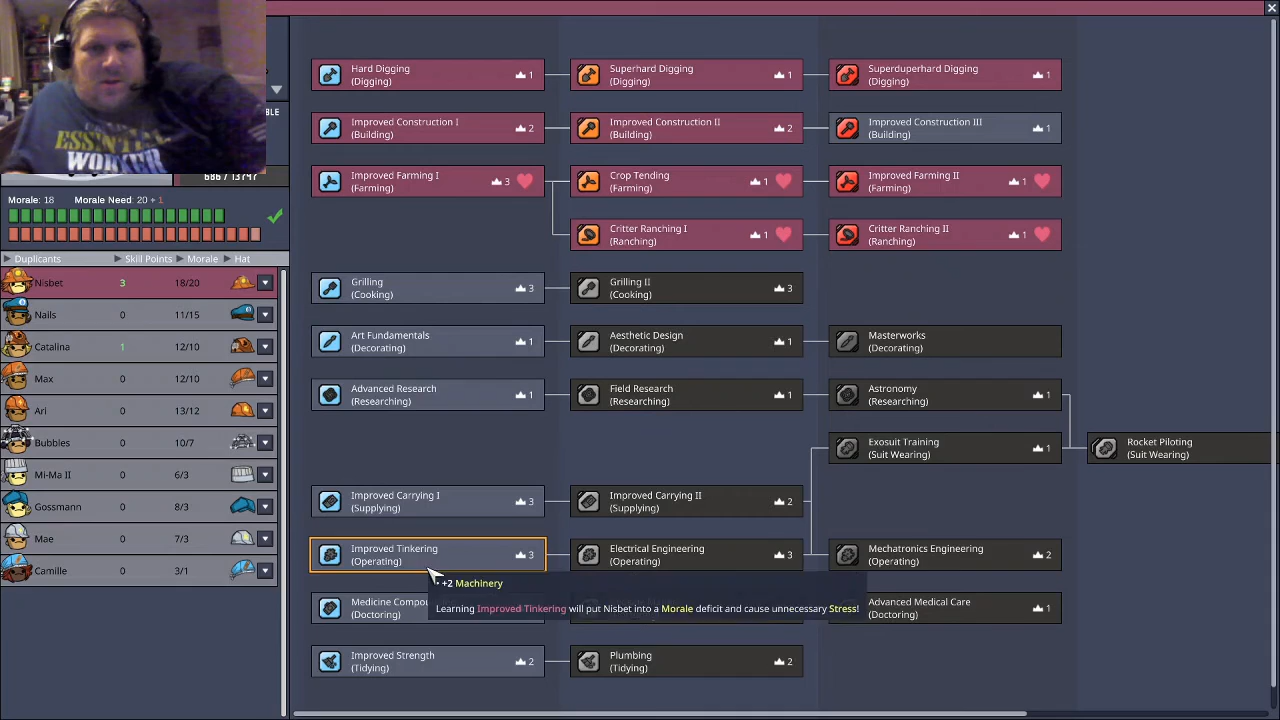 Hard Digging
(Digging)
1
Superhard Digging
(Digging)
1
Superduperhard Digging
(Digging)
1
Improved Construction I
(Building)
2
Improved Construction II
(Building)
2
Improved Construction III
(Building)
1
Improved Farming I
(Farming)
3
Crop Tending
(Farming)
1
Improved Farming II
(Farming)
1
Critter Ranching I
(Ranching)
1
Critter Ranching II
(Ranching)
1
Grilling
(Cooking)
3
Grilling II
(Cooking)
3
Art Fundamentals
(Decorating)
1
Aesthetic Design
(Decorating)
1
Masterworks
(Decorating)
Advanced Research
(Researching)
1
Field Research
(Researching)
1
Astronomy
(Researching)
1
Exosuit Training
(Suit Wearing)
1
Rocket Piloting
(Suit Wearing)
Improved Carrying I
(Supplying)
3
Improved Carrying II
(Supplying)
2
Improved Tinkering
(Operating)
3
Electrical Engineering
(Operating)
3
Mechatronics Engineering
(Operating)
2
• +2 Machinery
Learning Improved Tinkering will put Nisbet into a Morale deficit and cause unnecessary Stress!
Medicine Compou
(Doctoring)
Advanced Medical Care
(Doctoring)
1
Improved Strength
(Tidying)
2
Plumbing
(Tidying)
2
ESSENTIAL
WORKER
Morale: 18 Morale Need: 20 + 1
Duplicants Skill Points Morale Hat
Nisbet 3 18/20
Nails 0 11/15
Catalina 1 12/10
Max 0 12/10
Ari 0 13/12
Bubbles 0 10/7
Mi-Ma II 0 6/3
Gossmann 0 8/3
Mae 0 7/3
Camille 0 3/1